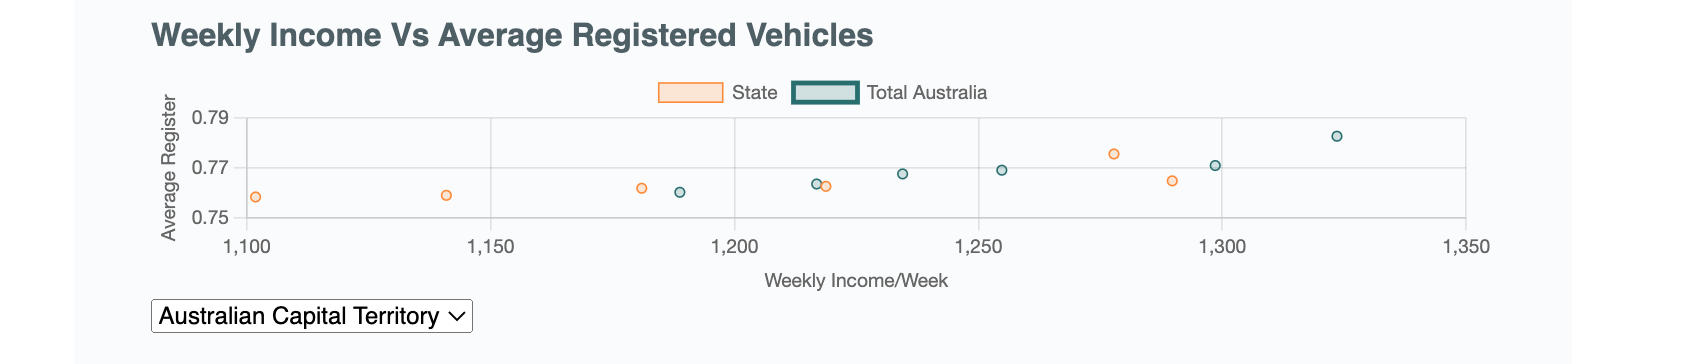 Weekly Income Vs Average Registered Vehicles
State
Total Australia
Average Register
0.79
0.77
0.75
1,100
1,150
1,200
1,250
1,300
1,350
Weekly Income/Week
Australian Capital Territory